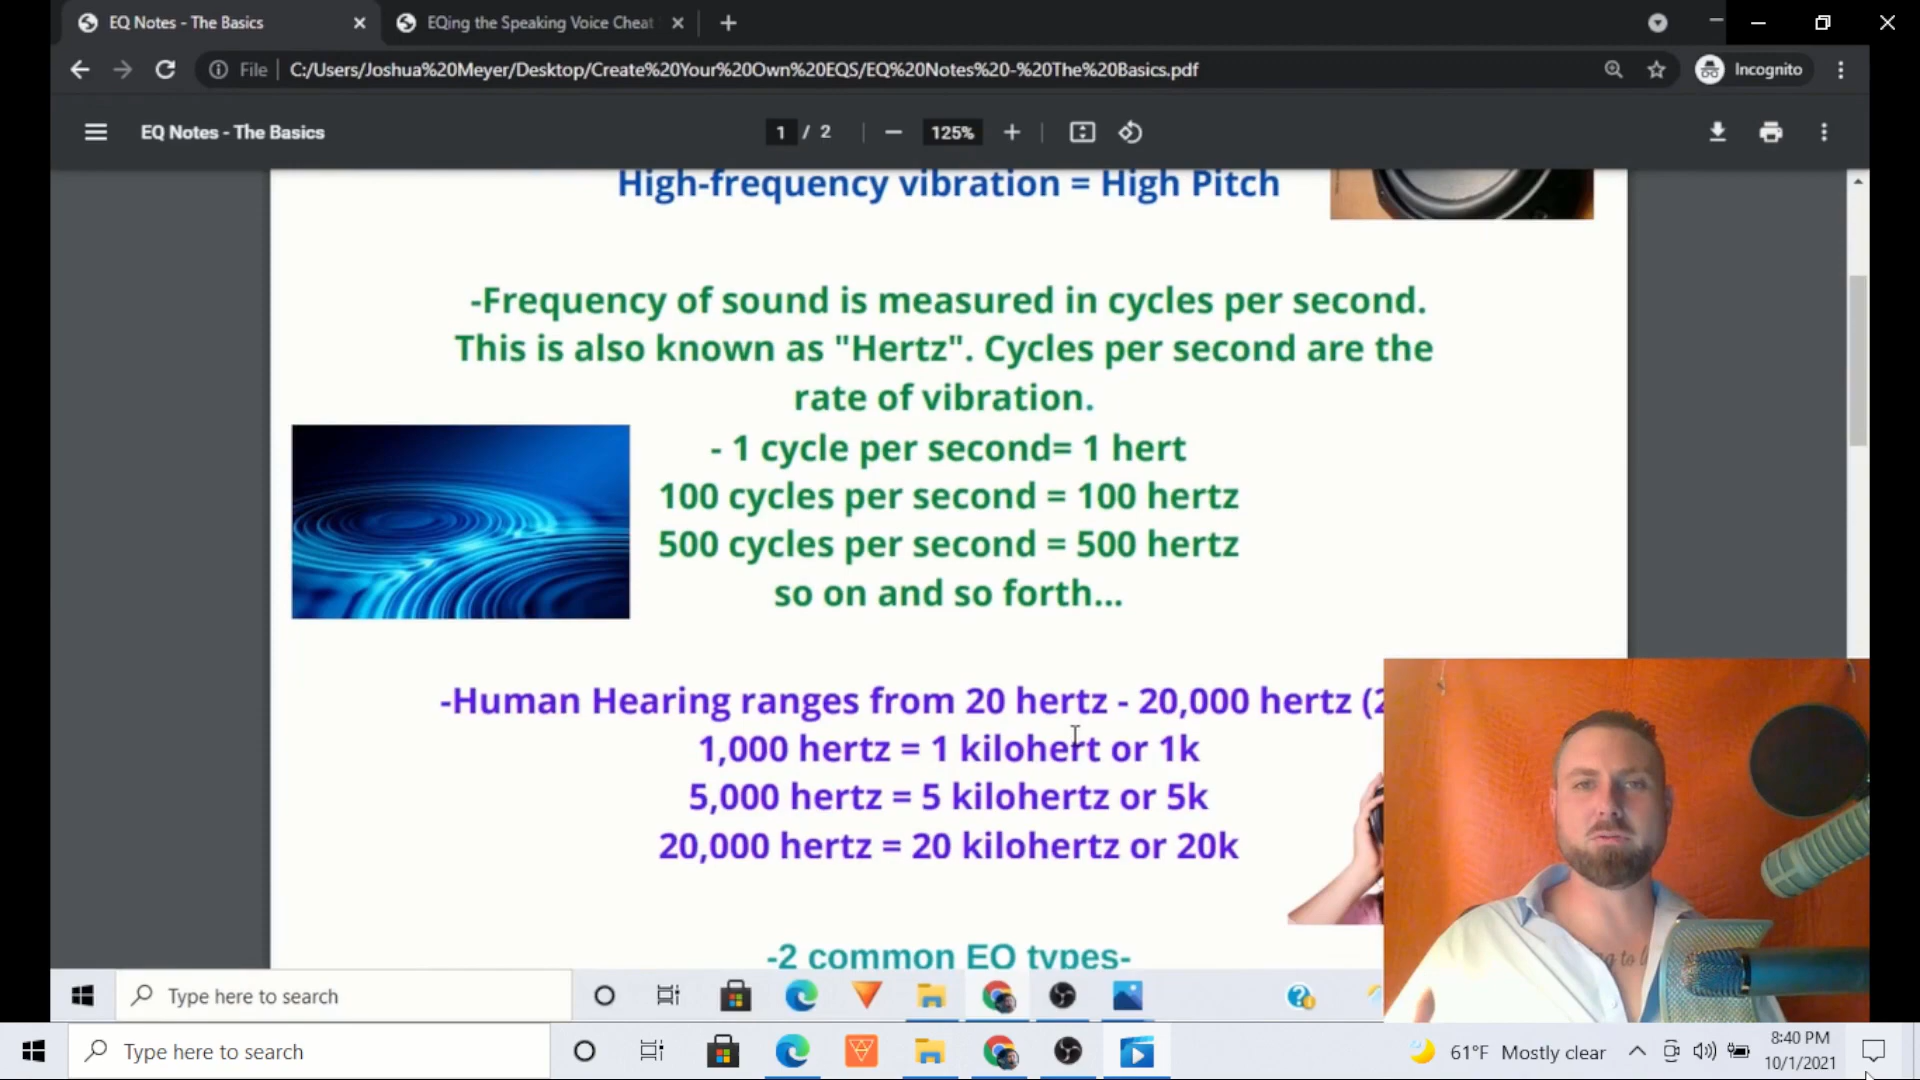 EQ Notes - The Basics
EQing the Speaking Voice Cheat
File
C:/Users/Joshua%20Meyer/Desktop/Create%20Your%20Own%20EQS/EQ%20Notes%20-%20The%20Basics.pdf
Incognito
EQ Notes - The Basics
1 / 2
125%
High-frequency vibration = High Pitch
-Frequency of sound is measured in cycles per second.
This is also known as "Hertz". Cycles per second are the
rate of vibration.
- 1 cycle per second= 1 hert
100 cycles per second = 100 hertz
500 cycles per second = 500 hertz
so on and so forth...
-Human Hearing ranges from 20 hertz - 20,000 hertz (2
1,000 hertz = 1 kilohert or 1k
5,000 hertz = 5 kilohertz or 5k
20,000 hertz = 20 kilohertz or 20k
-2 common EQ types-
Type here to search
Type here to search
61°F Mostly clear
8:40 PM
10/1/2021